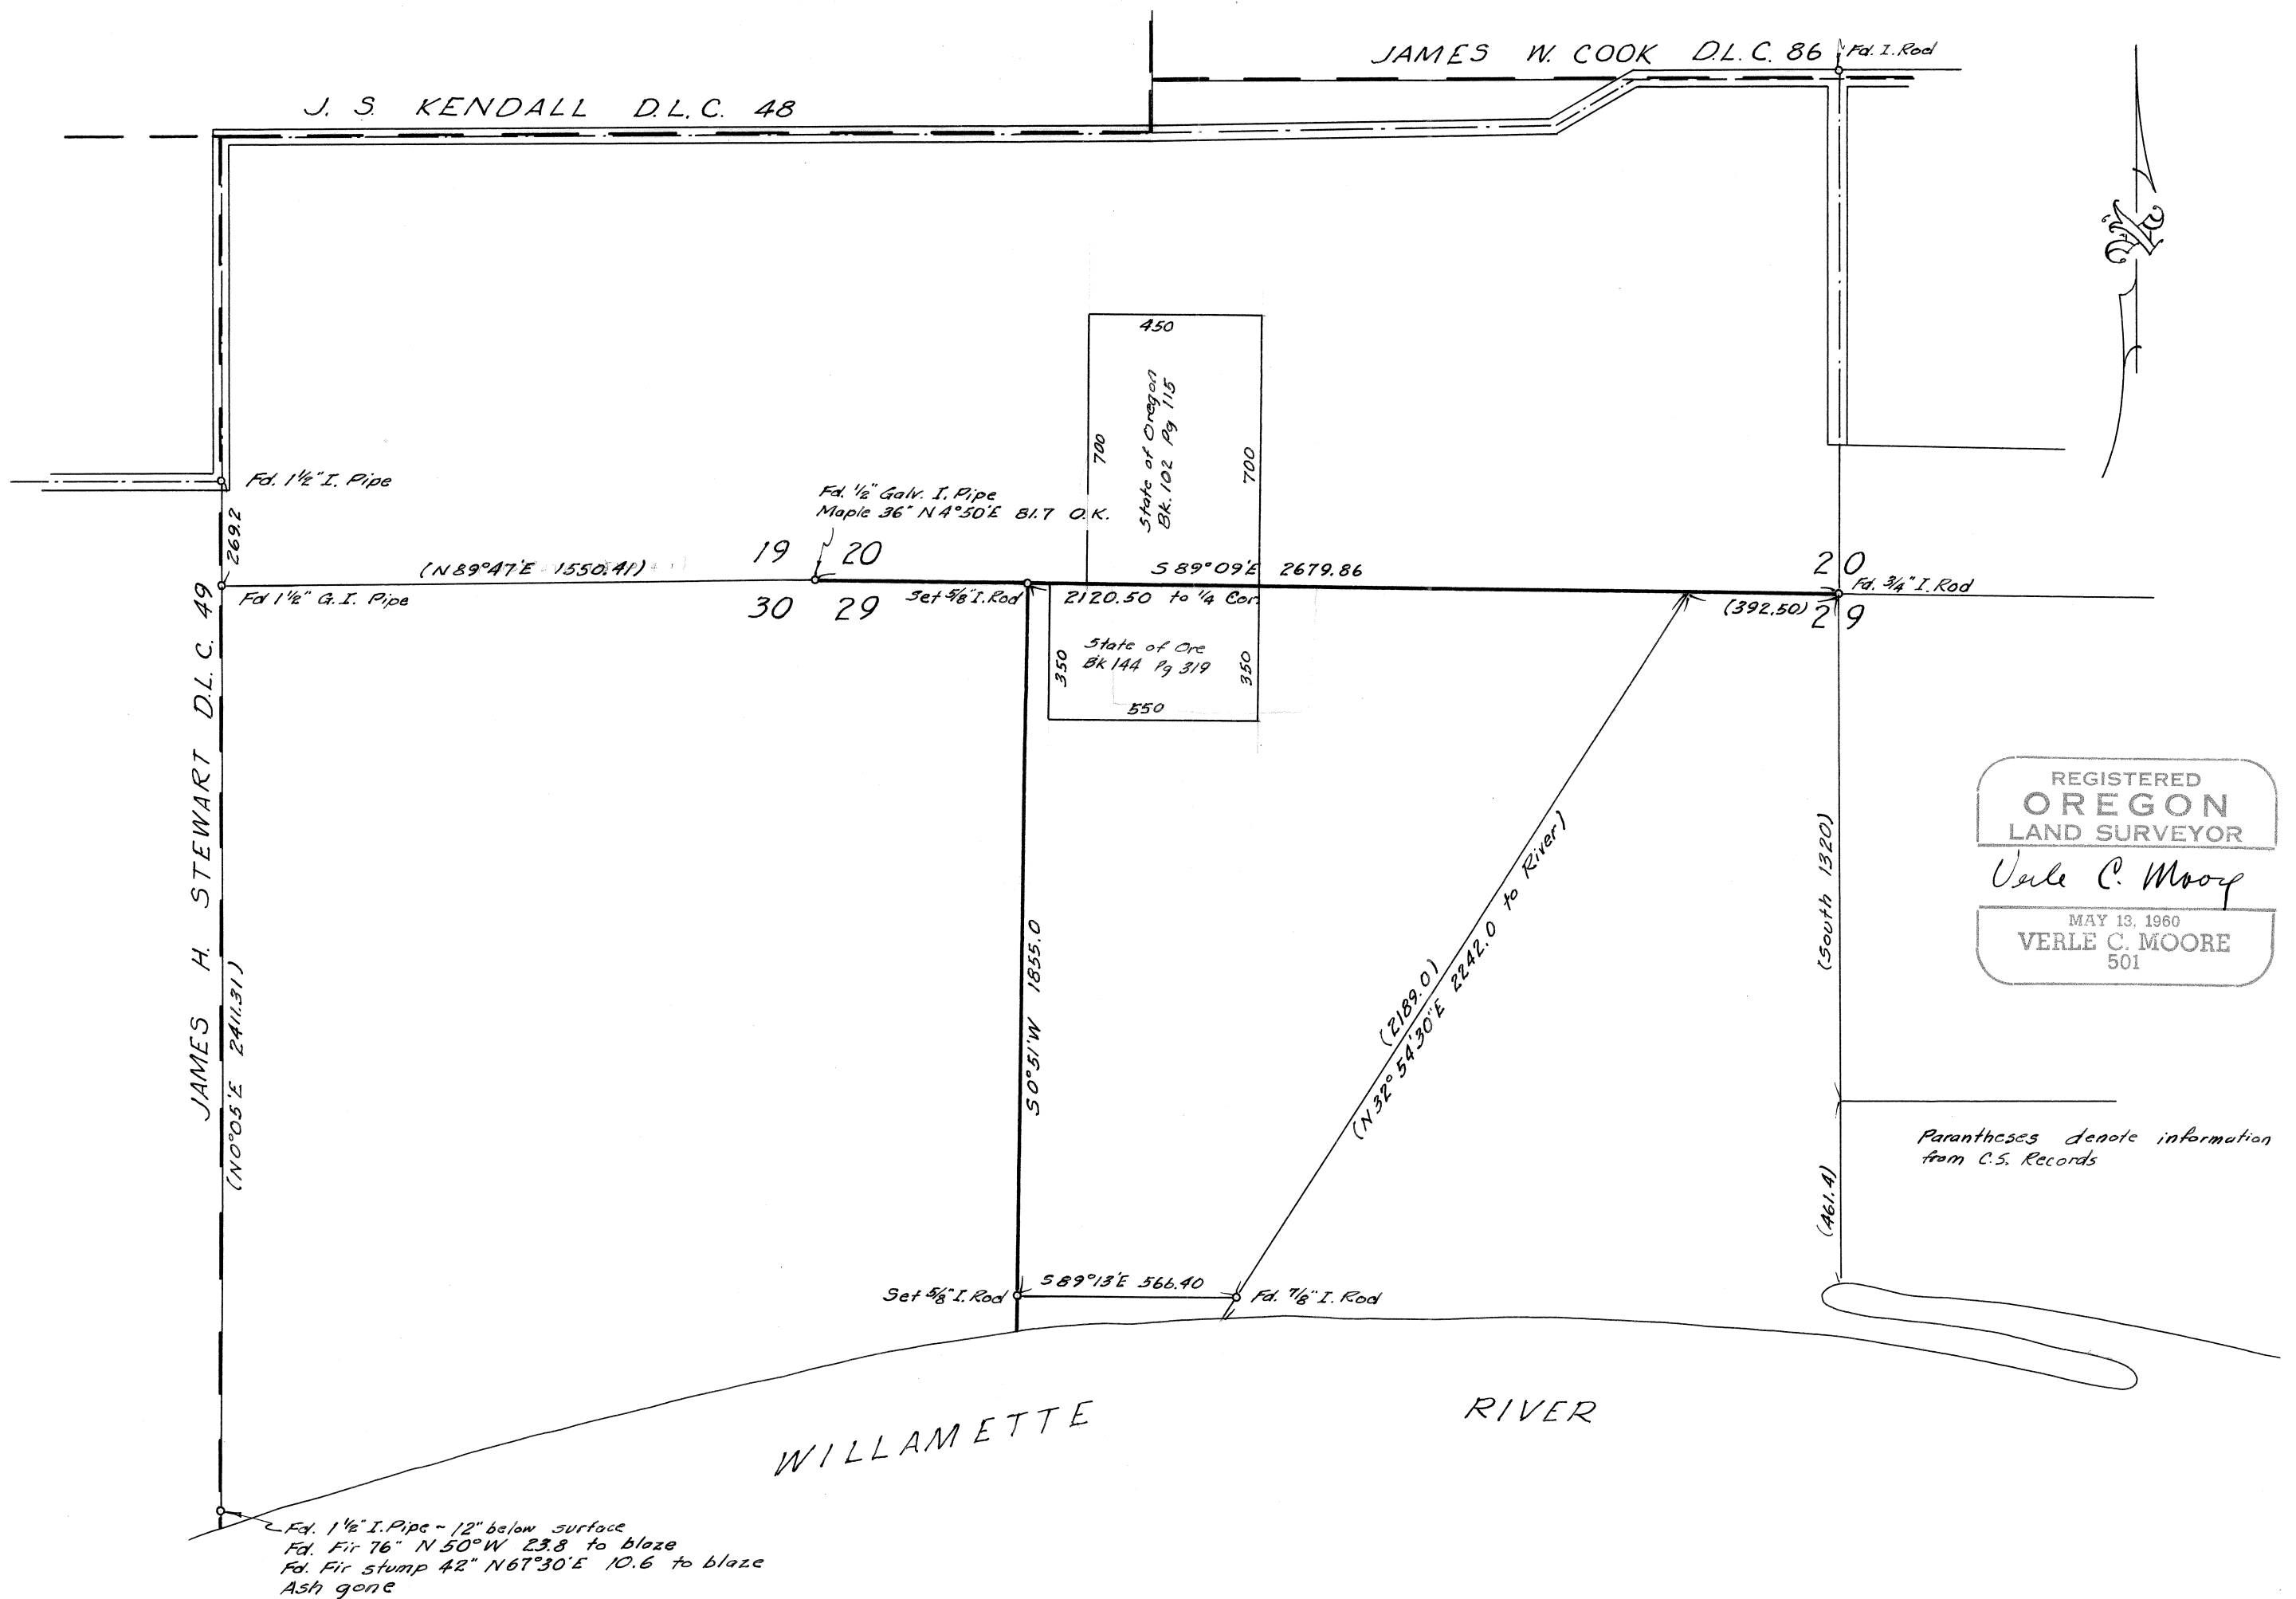 JAMES W. COOK D.L.C. 86
Fd. I. Rod
J. S. KENDALL D.L.C. 48
N
450
State of Oregon
Bk. 102 Pg 115
700
700
Fd. 1½" I. Pipe
269.2
Fd. ½" Galv. I. Pipe
Maple 36" N 4°50'E 81.7 O.K.
19 20
(N 89°47'E 1550.41)
S 89°09'E 2679.86
20
Fd 1½" G.I. Pipe
30 29
Set 5/8" I. Rod
2120.50 to ¼ Cor.
(392.50)
29
Fd. ¾" I. Rod
State of Ore
Bk 144 Pg 319
350
350
550
JAMES H. STEWART D.L.C. 49
(N 0°05'E 2411.31)
S 0°51'W 1855.0
(2189.0)
(N 32°54'30"E 2242.0 to River)
(South 1320)
(461.4)
REGISTERED
OREGON
LAND SURVEYOR
Verle C. Moore
MAY 13, 1960
VERLE C. MOORE
501
Parantheses denote information
from C.S. Records
Set 5/8" I. Rod
S 89°13'E 566.40
Fd. 7/8" I. Rod
WILLAMETTE RIVER
Fd. 1½" I. Pipe ~ 12" below surface
Fd. Fir 76" N 50°W 23.8 to blaze
Fd. Fir stump 42" N 67°30'E 10.6 to blaze
Ash gone